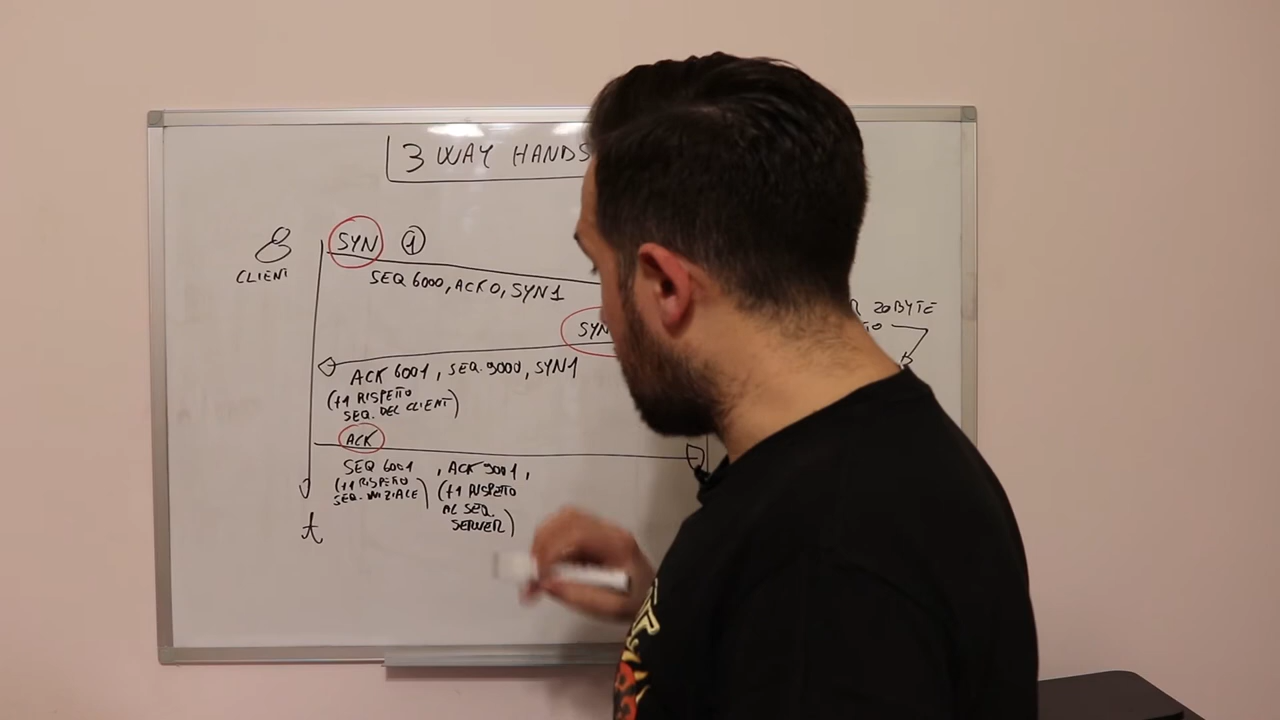 3 WAY HANDS
SYN 1
CLIENT
SEQ 6000, ACK 0, SYN 1
20 BYTE
SYN
ACK 6001, SEQ. 9000, SYN 1
(+1 RISPETTO
SEQ. DEL CLIENT)
ACK
SEQ 6001, ACK 9001,
(+1 RISPETTO
SEQ. INIZIALE)
(+1 RISPETTO
AL SEQ.
SERVER)
t